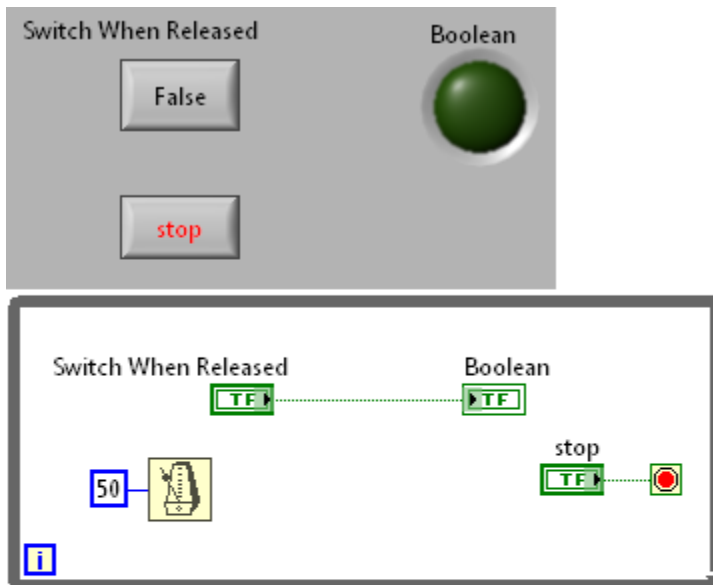 Switch When Released
Boolean
False
stop
Switch When Released
Boolean
TF
TF
stop
50
TF
i